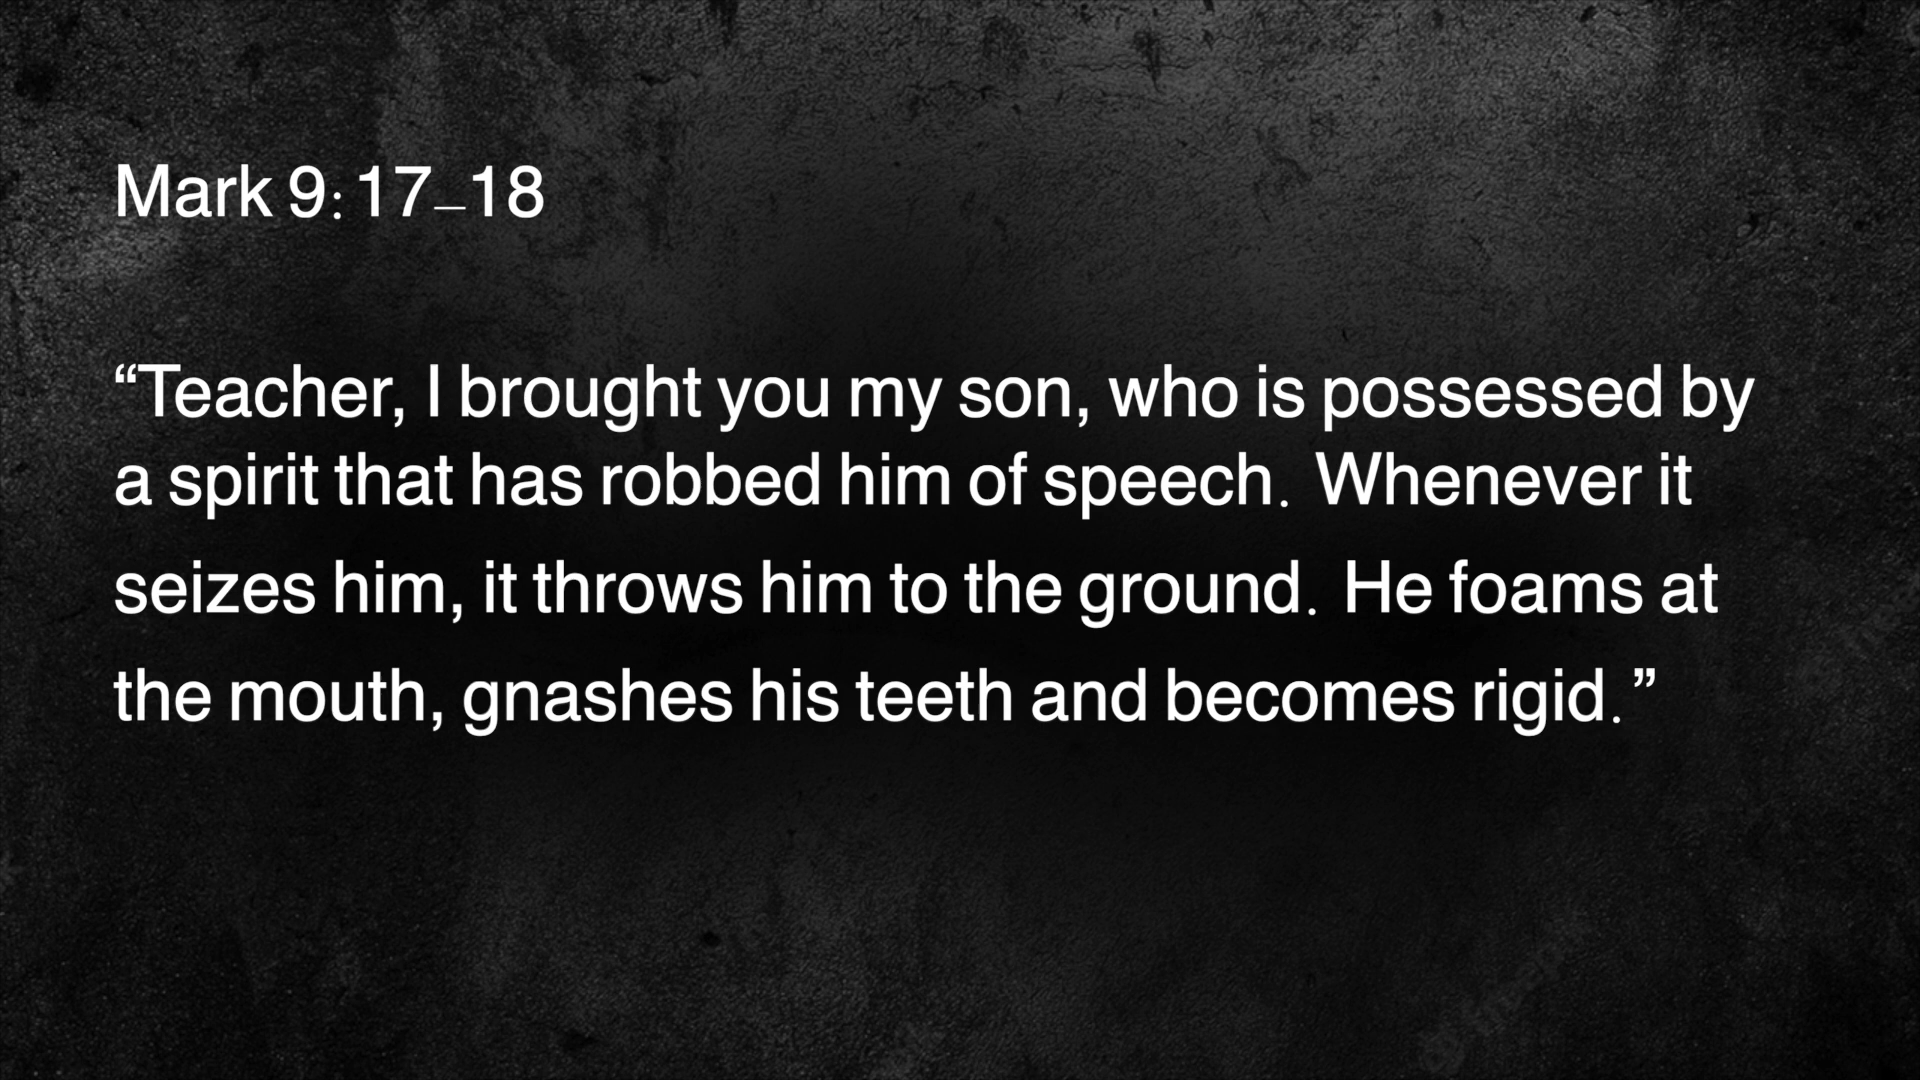 Mark 9:17–18
“Teacher, I brought you my son, who is possessed by
a spirit that has robbed him of speech. Whenever it
seizes him, it throws him to the ground. He foams at
the mouth, gnashes his teeth and becomes rigid.”